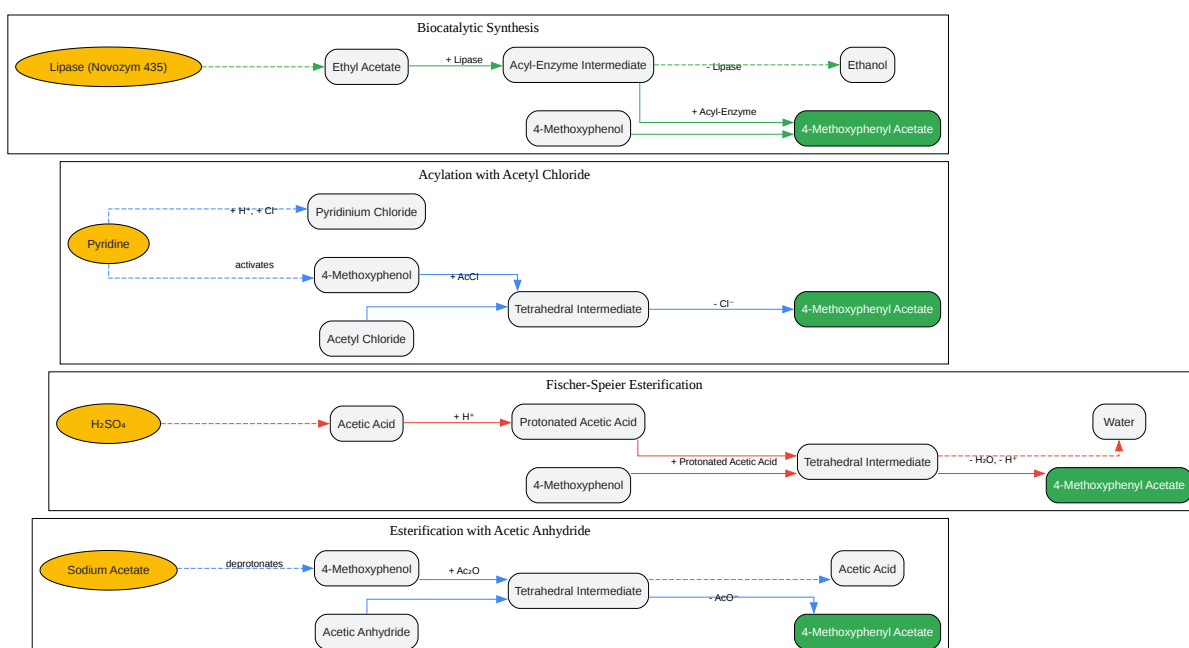 Biocatalytic Synthesis
Lipase (Novozym 435)
Ethyl Acetate
+ Lipase
Acyl-Enzyme Intermediate
- Lipase
Ethanol
4-Methoxyphenol
+ Acyl-Enzyme
4-Methoxyphenyl Acetate
Acylation with Acetyl Chloride
Pyridine
+ H⁺, + Cl⁻
Pyridinium Chloride
activates
4-Methoxyphenol
+ AcCl
Acetyl Chloride
Tetrahedral Intermediate
- Cl⁻
4-Methoxyphenyl Acetate
Fischer-Speier Esterification
H₂SO₄
Acetic Acid
+ H⁺
Protonated Acetic Acid
4-Methoxyphenol
+ Protonated Acetic Acid
Tetrahedral Intermediate
- H₂O, - H⁺
Water
4-Methoxyphenyl Acetate
Esterification with Acetic Anhydride
Sodium Acetate
deprotonates
4-Methoxyphenol
+ Ac₂O
Acetic Anhydride
Tetrahedral Intermediate
- AcO⁻
Acetic Acid
4-Methoxyphenyl Acetate